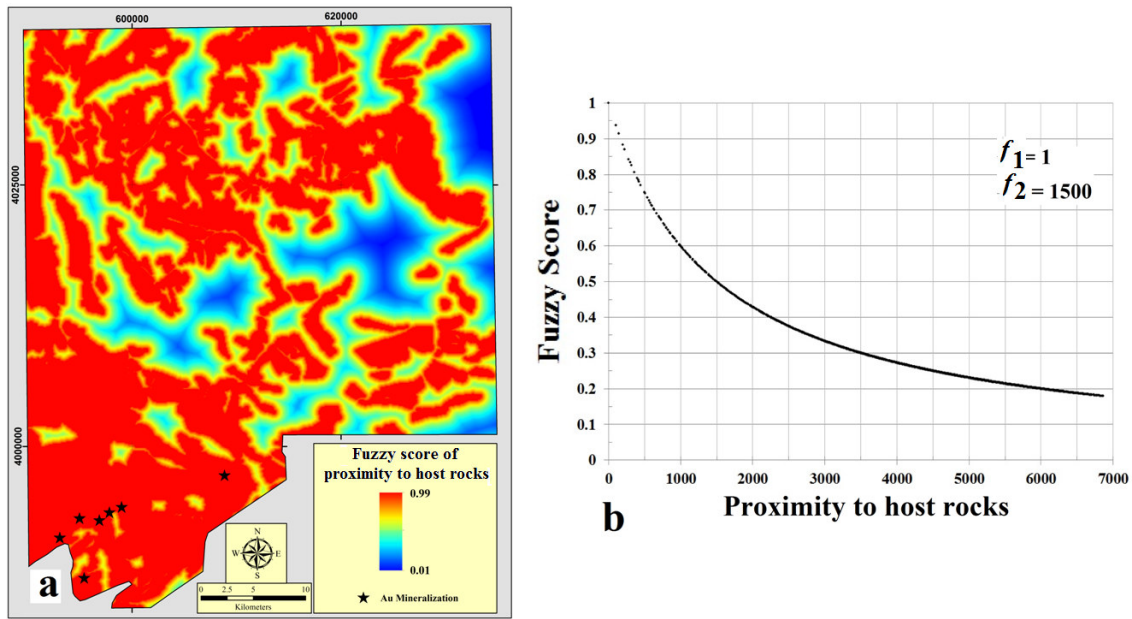 600000
620000
4025000
4000000
Fuzzy score of
proximity to host rocks
0.99
0.01
★ Au Mineralization
N
W E
S
0 2.5 5 10
Kilometers
a
1
0.9
0.8
0.7
0.6
0.5
0.4
0.3
0.2
0.1
0
Fuzzy Score
f1= 1
f2 = 1500
0 1000 2000 3000 4000 5000 6000 7000
Proximity to host rocks
b